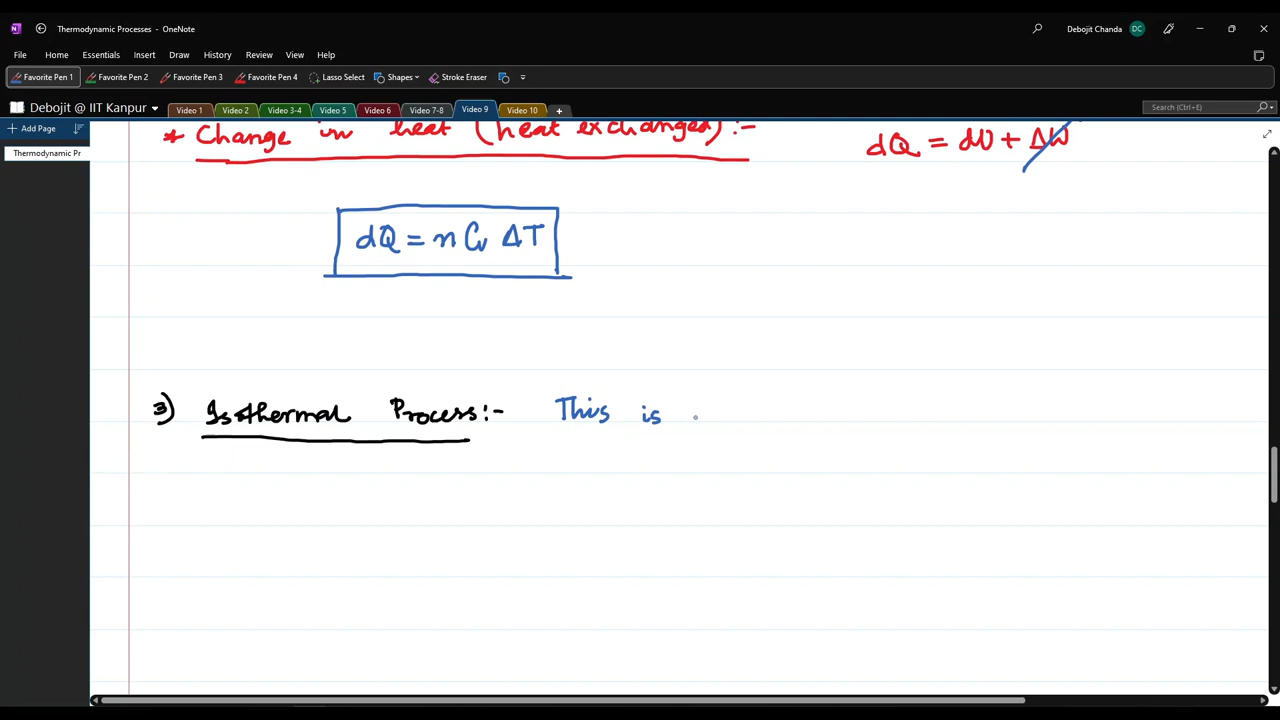 Thermodynamic Processes - OneNote
Debojit Chanda DC
File Home Essentials Insert Draw History Review View Help
Favorite Pen 1 Favorite Pen 2 Favorite Pen 3 Favorite Pen 4 Lasso Select Shapes Stroke Eraser
Debojit @ IIT Kanpur Video 1 Video 2 Video 3-4 Video 5 Video 6 Video 7-8 Video 9 Video 10 Search (Ctrl+E)
Add Page
Thermodynamic Pr
* Change in heat (heat exchanged) :- dQ = dU + ΔW
dQ = n Cv ΔT
3) Isothermal Process :- This is